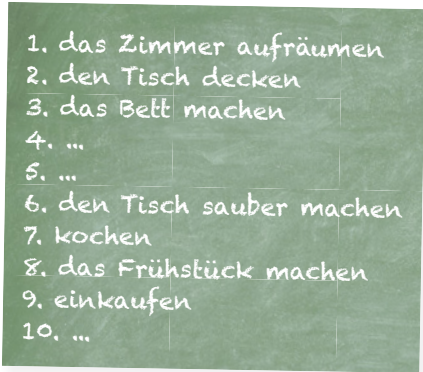 1. das Zimmer aufräumen
2. den Tisch decken
3. das Bett machen
4. ...
5. ...
6. den Tisch sauber machen
7. kochen
8. das Frühstück machen
9. einkaufen
10. ...